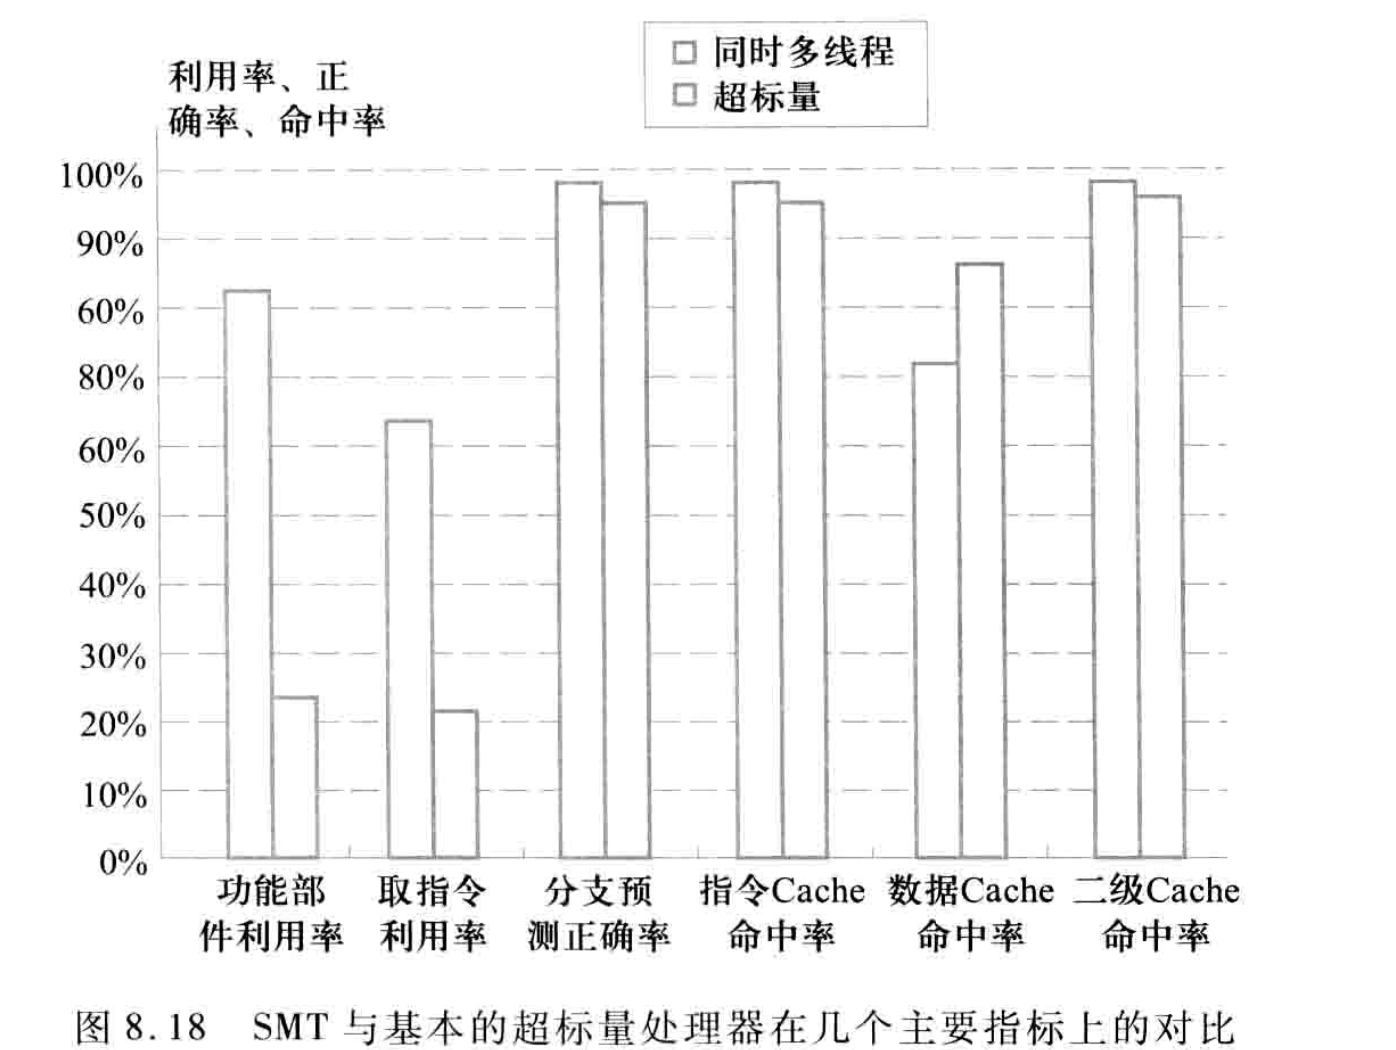 同时多线程
超标量
利用率、正
确率、命中率
100%
90%
60%
80%
60%
50%
40%
30%
20%
10%
0%
功能部
件利用率
取指令
利用率
分支预
测正确率
指令Cache
命中率
数据Cache
命中率
二级Cache
命中率
图 8.18 SMT 与基本的超标量处理器在几个主要指标上的对比